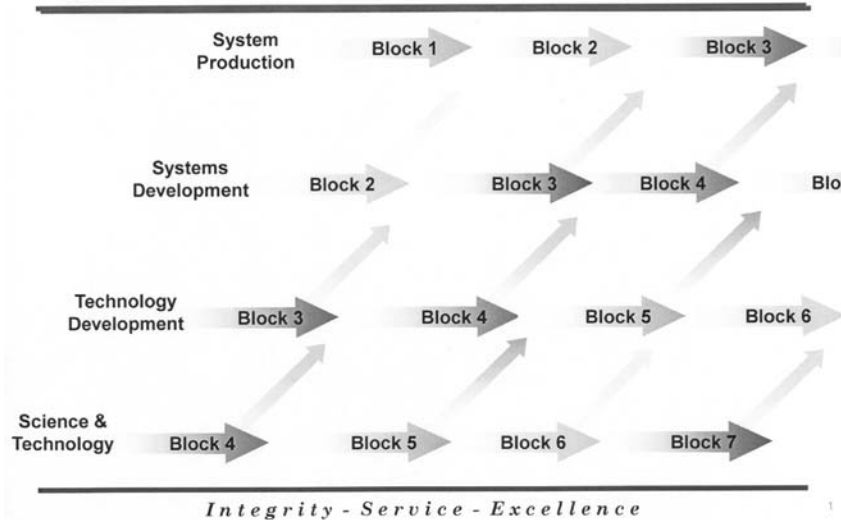 System
Production
Block 1
Block 2
Block 3
Systems
Development
Block 2
Block 3
Block 4
Blo
Technology
Development
Block 3
Block 4
Block 5
Block 6
Science &
Technology
Block 4
Block 5
Block 6
Block 7
Integrity - Service - Excellence
1